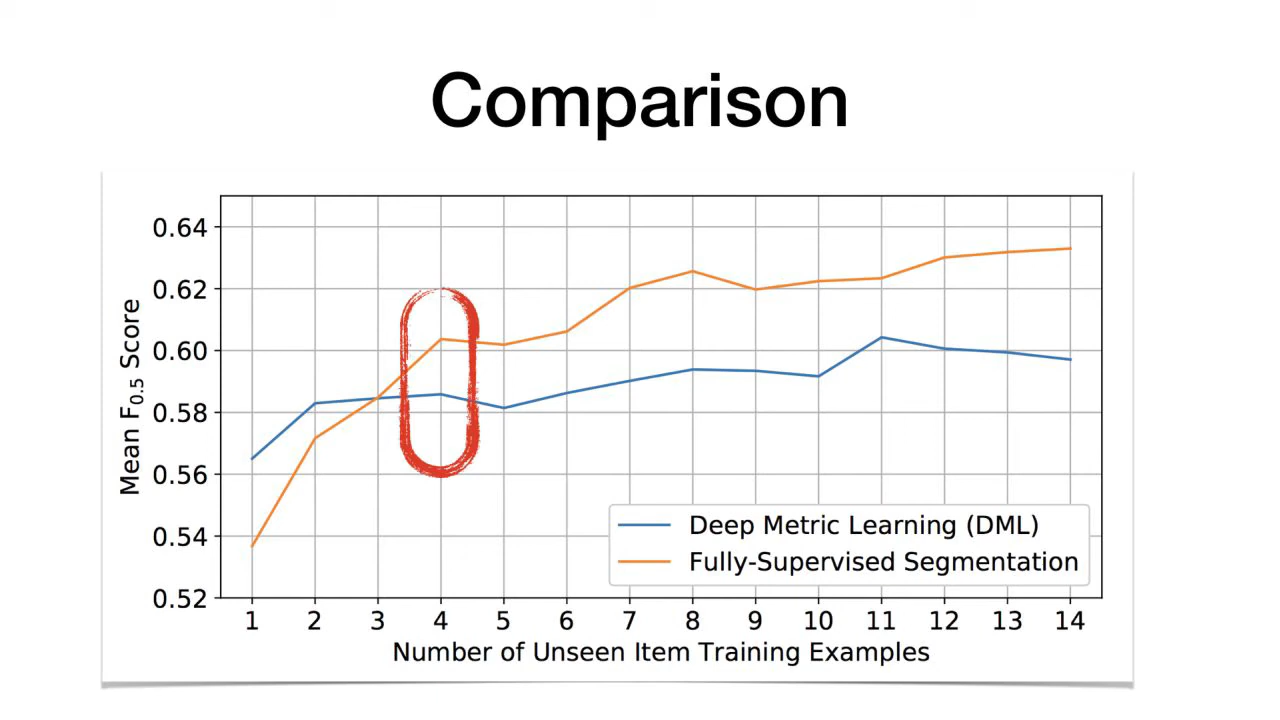 Comparison
0.64
0.62
0.60
0.58
0.56
0.54
0.52
Mean F0.5 Score
Deep Metric Learning (DML)
Fully-Supervised Segmentation
1 2 3 4 5 6 7 8 9 10 11 12 13 14
Number of Unseen Item Training Examples